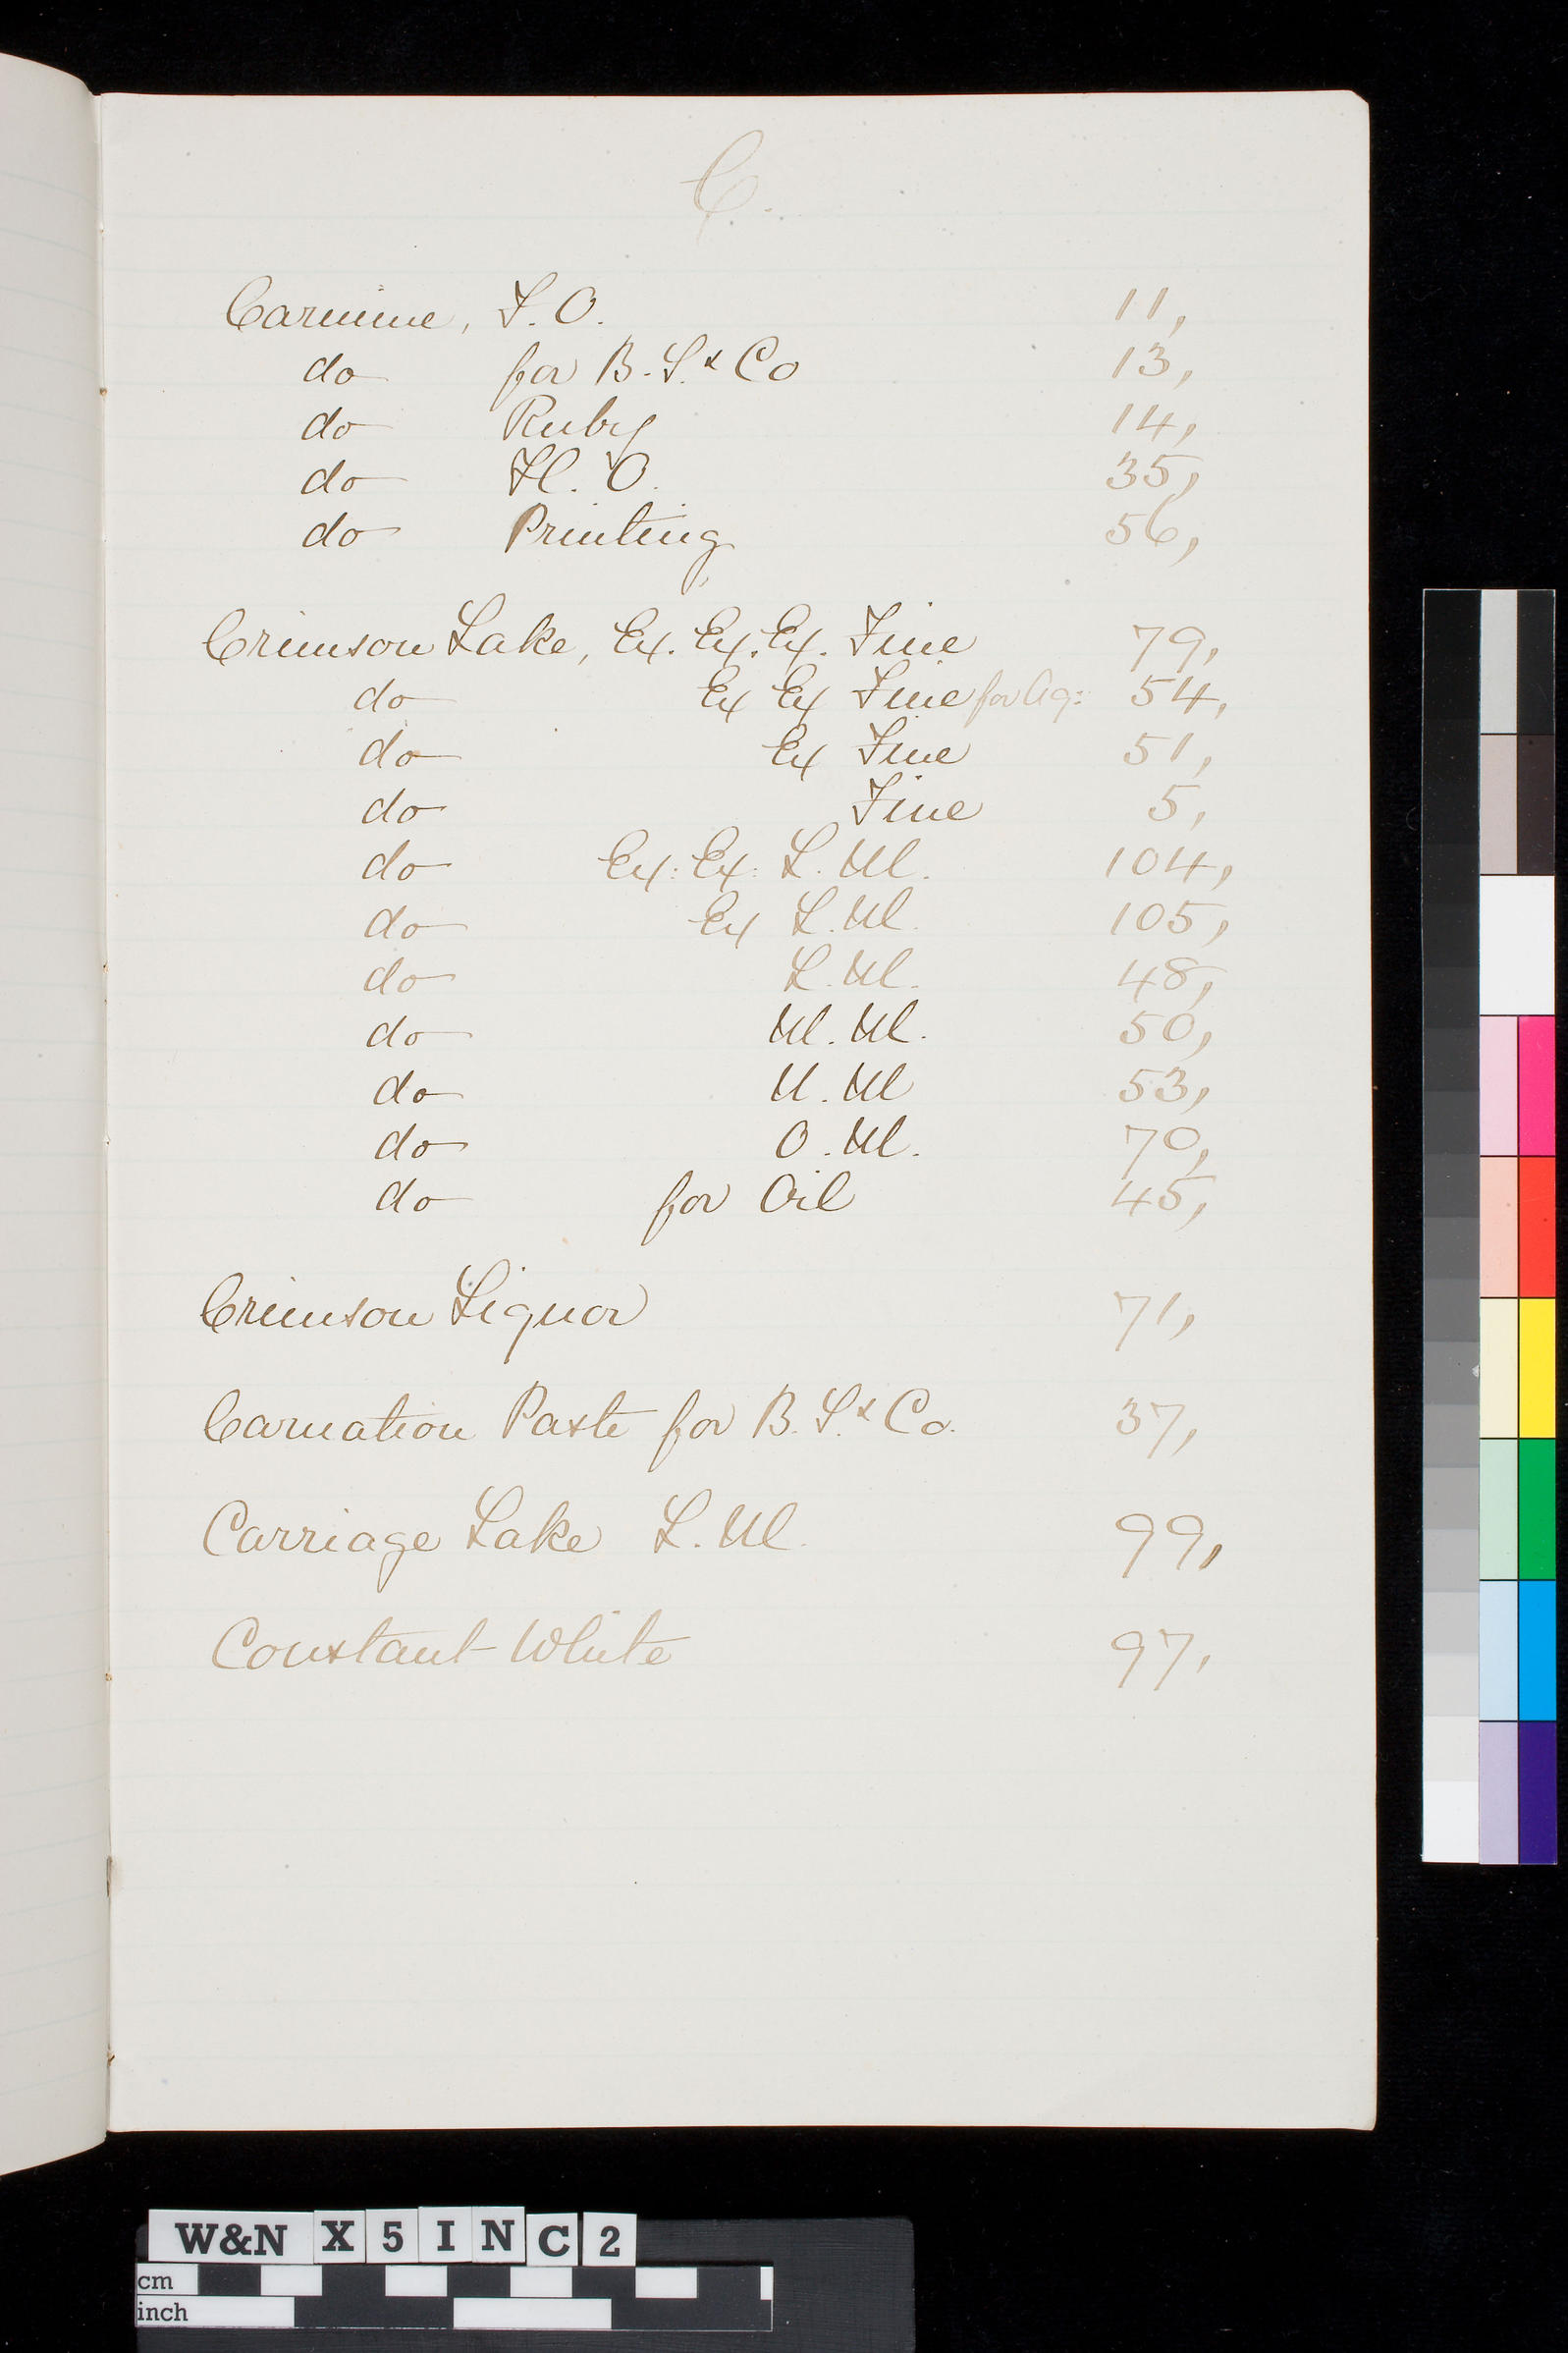 C.
Carmine, F. O. 11,
do for B. S. & Co 13,
do Ruby 14,
do H. O. 35,
do Printing 56,
Crimson Lake, Ex. Ex. Ex. Fine 79,
do Ex Ex Fine for Aq: 54,
do Ex Fine 51,
do Fine 5,
do Ex: Ex: L. M. 104,
do Ex L. M. 105,
do L. M. 48,
do M. M. 50,
do U. M 53,
do O. M. 70,
do for Oil 45,
Crimson Liquor 71,
Carnation Paste for B. S. & Co. 37,
Carriage Lake L. M. 99,
Constant White 97,
W&N X 5 I N C 2
cm
inch